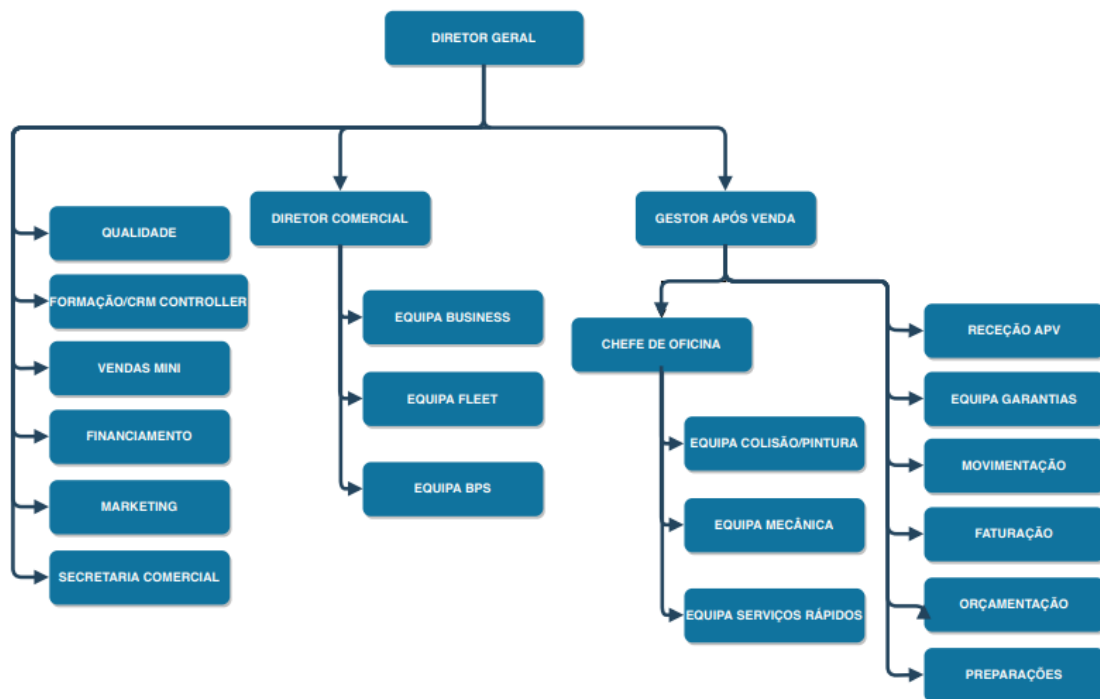 DIRETOR GERAL
DIRETOR COMERCIAL
GESTOR APÓS VENDA
QUALIDADE
FORMAÇÃO/CRM CONTROLLER
VENDAS MINI
FINANCIAMENTO
MARKETING
SECRETARIA COMERCIAL
EQUIPA BUSINESS
EQUIPA FLEET
EQUIPA BPS
CHEFE DE OFICINA
EQUIPA COLISÃO/PINTURA
EQUIPA MECÂNICA
EQUIPA SERVIÇOS RÁPIDOS
RECEÇÃO APV
EQUIPA GARANTIAS
MOVIMENTAÇÃO
FATURAÇÃO
ORÇAMENTAÇÃO
PREPARAÇÕES